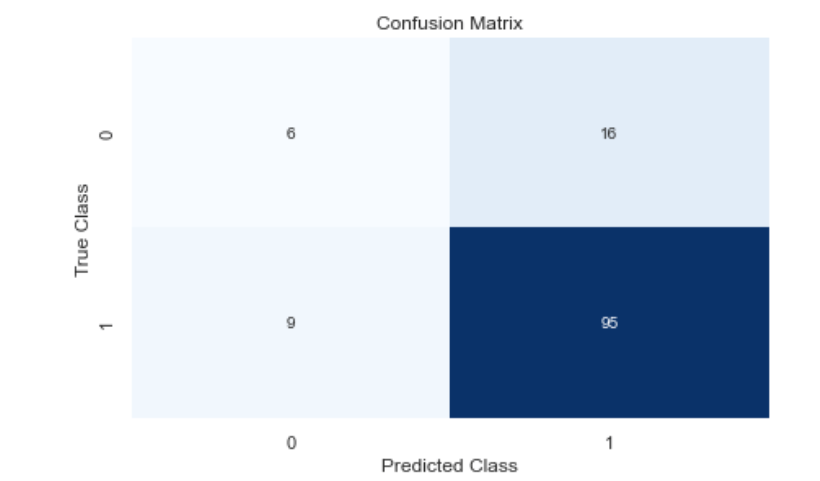 Confusion Matrix
0
6
16
True Class
1
9
95
0
1
Predicted Class